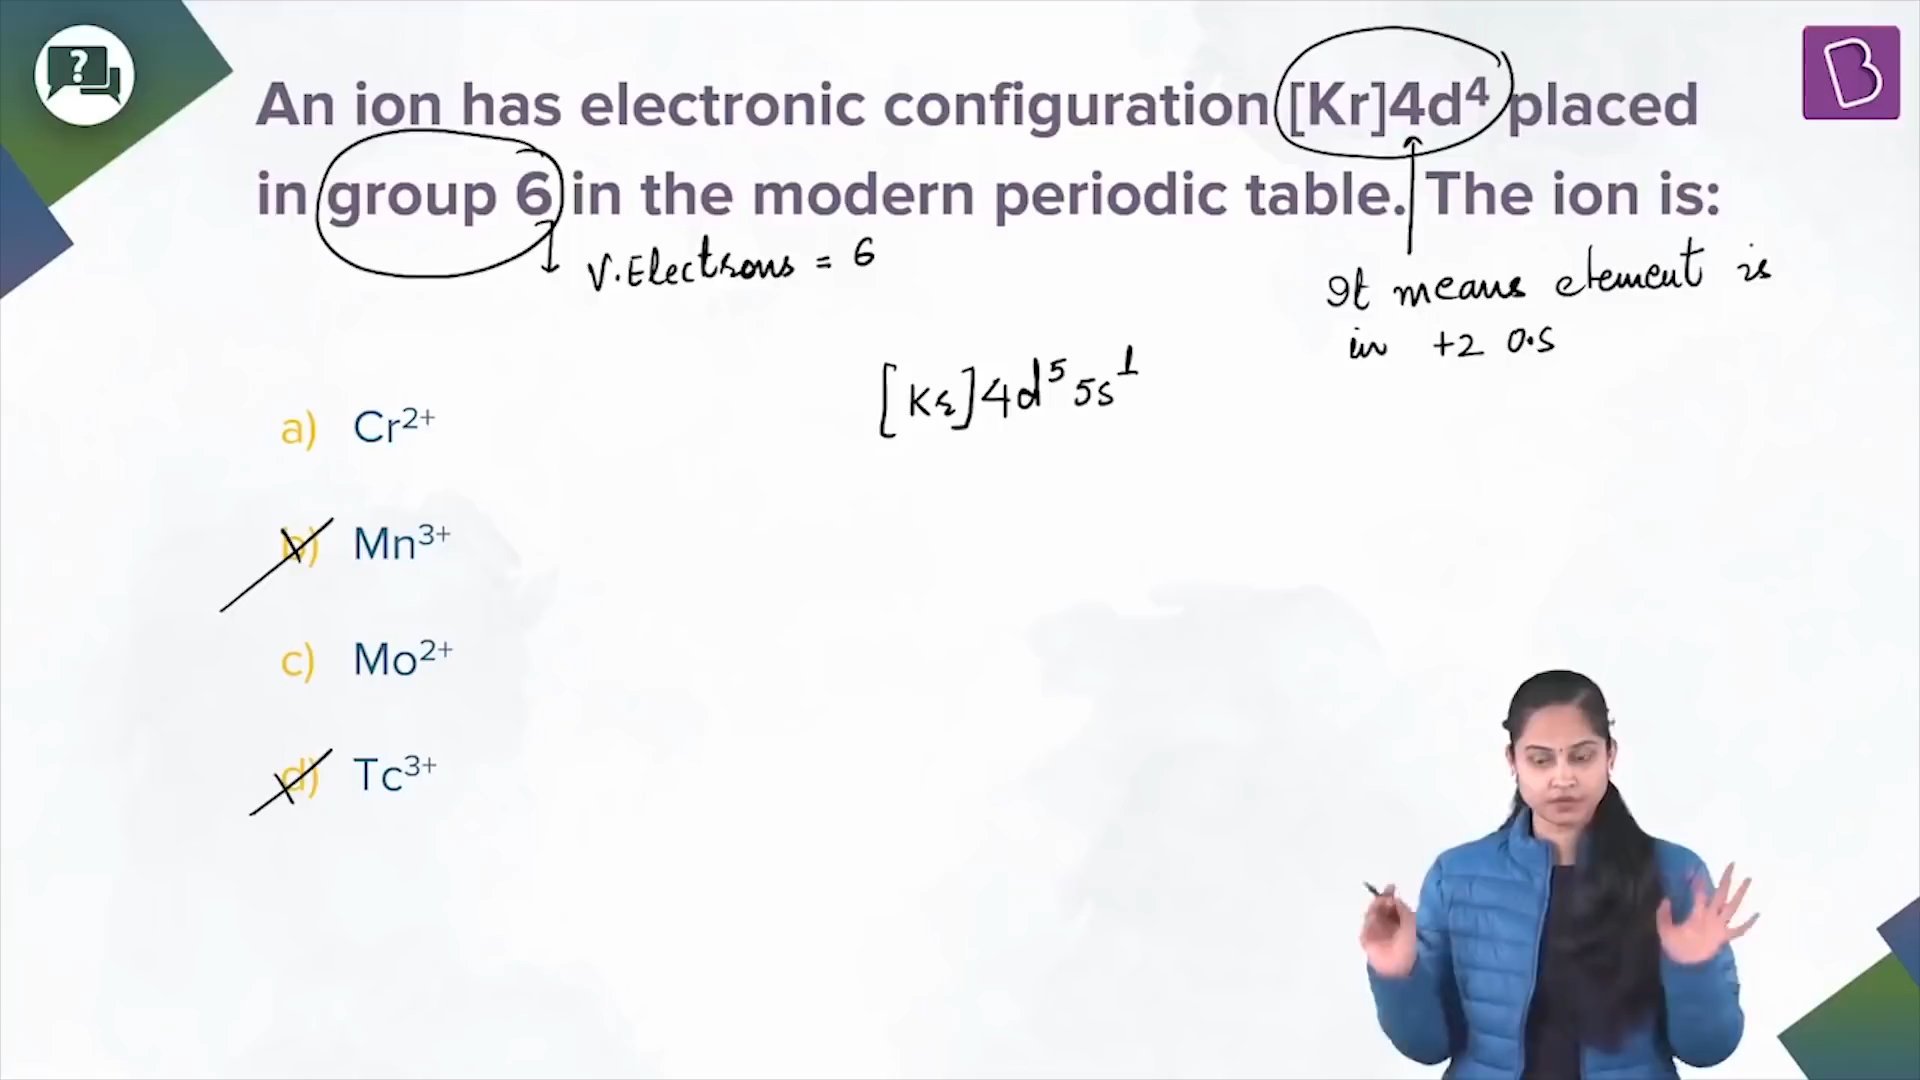 ?
B
An ion has electronic configuration [Kr]4d⁴ placed
in group 6 in the modern periodic table. The ion is:
V.Electrons = 6
It means element is
in +2 O.S
[Kr]4d⁵5s¹
a) Cr²⁺
b) Mn³⁺
c) Mo²⁺
d) Tc³⁺